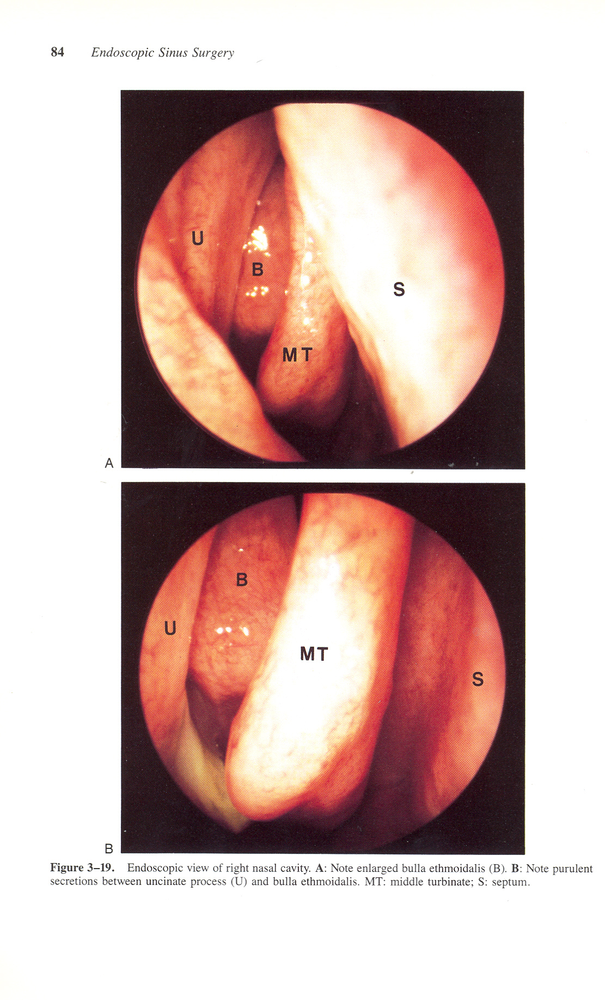 84 Endoscopic Sinus Surgery
U
B
S
MT
A
B
U
MT
S
B
Figure 3–19. Endoscopic view of right nasal cavity. A: Note enlarged bulla ethmoidalis (B). B: Note purulent
secretions between uncinate process (U) and bulla ethmoidalis. MT: middle turbinate; S: septum.